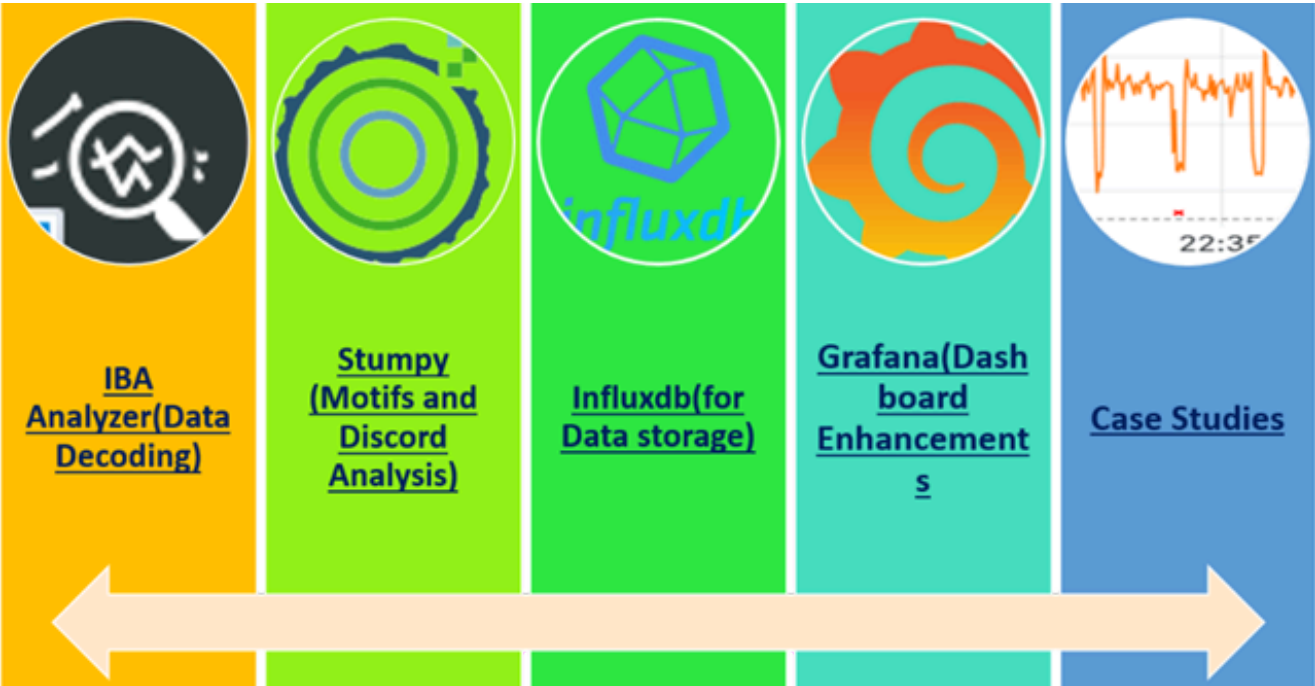 IBA
Analyzer(Data
Decoding)
Stumpy
(Motifs and
Discord
Analysis)
influxd
Influxdb(for
Data storage)
Grafana(Dash
board
Enhancement
s
22:35
Case Studies